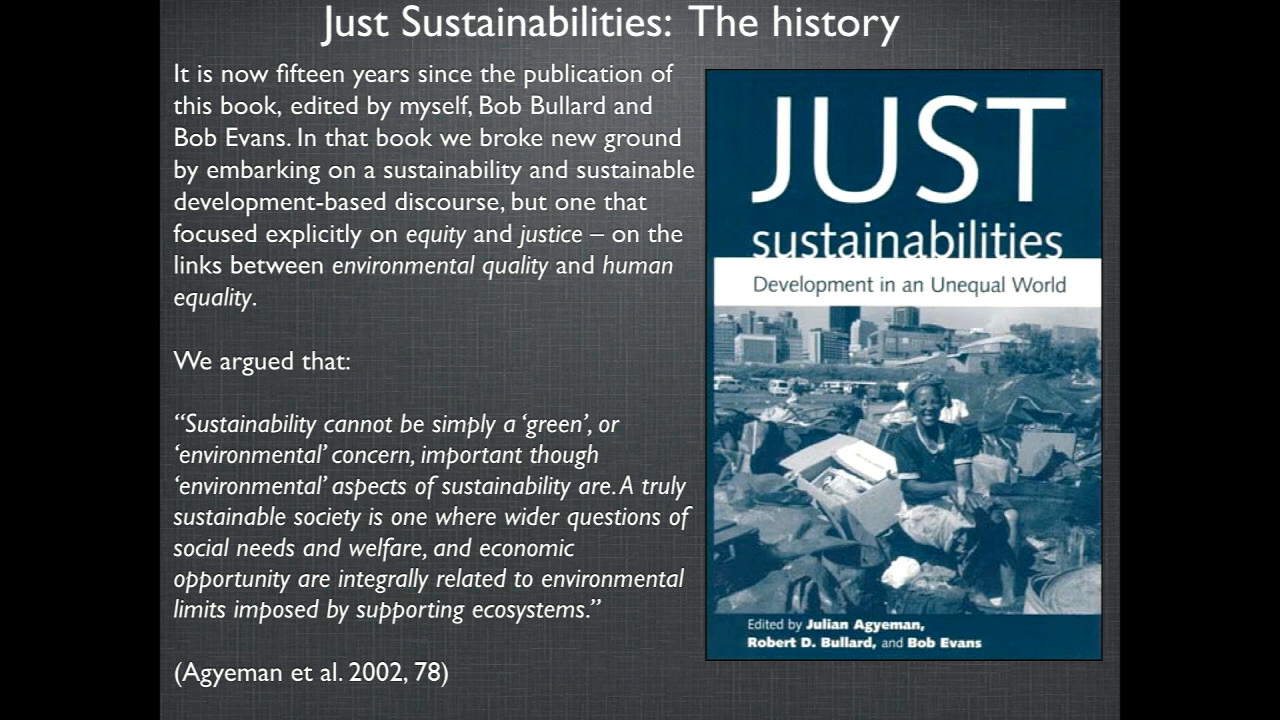 Just Sustainabilities: The history
It is now fifteen years since the publication of
this book, edited by myself, Bob Bullard and
Bob Evans. In that book we broke new ground
by embarking on a sustainability and sustainable
development-based discourse, but one that
focused explicitly on equity and justice – on the
links between environmental quality and human
equality.
We argued that:
“Sustainability cannot be simply a ‘green’, or
‘environmental’ concern, important though
‘environmental’ aspects of sustainability are. A truly
sustainable society is one where wider questions of
social needs and welfare, and economic
opportunity are integrally related to environmental
limits imposed by supporting ecosystems.”
(Agyeman et al. 2002, 78)
JUST
sustainabilities
Development in an Unequal World
Edited by Julian Agyeman,
Robert D. Bullard, and Bob Evans